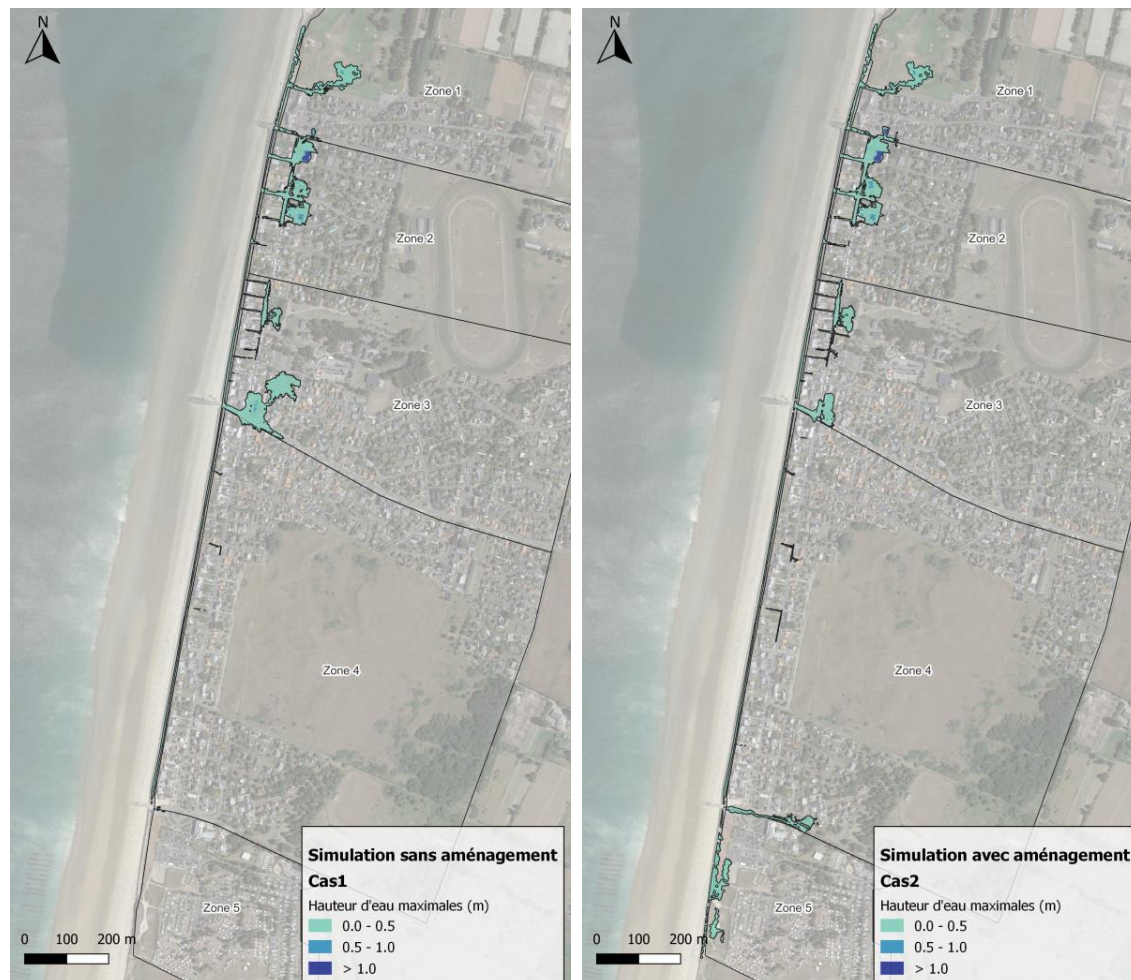 N
Zone 1
Zone 2
Zone 3
Zone 4
Zone 5
0 100 200 m
Simulation sans aménagement
Cas1
Hauteur d'eau maximales (m)
0.0 - 0.5
0.5 - 1.0
> 1.0
N
Zone 1
Zone 2
Zone 3
Zone 4
Zone 5
0 100 200 m
Simulation avec aménagement
Cas2
Hauteur d'eau maximales (m)
0.0 - 0.5
0.5 - 1.0
> 1.0